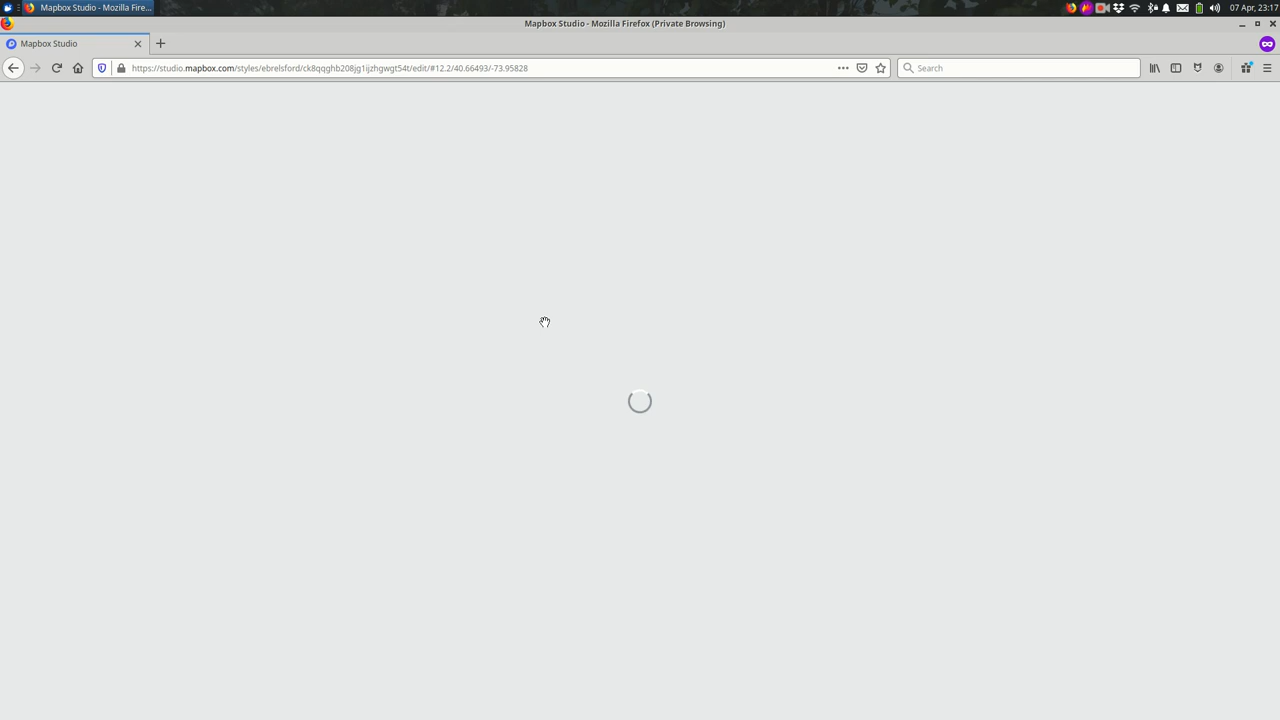 Mapbox Studio - Mozilla Fire...
07 Apr, 23:17
Mapbox Studio - Mozilla Firefox (Private Browsing)
Mapbox Studio
https://studio.mapbox.com/styles/ebrelsford/ck8qqghb208jg1ijzhgwgt54t/edit/#12.2/40.66493/-73.95828
Search